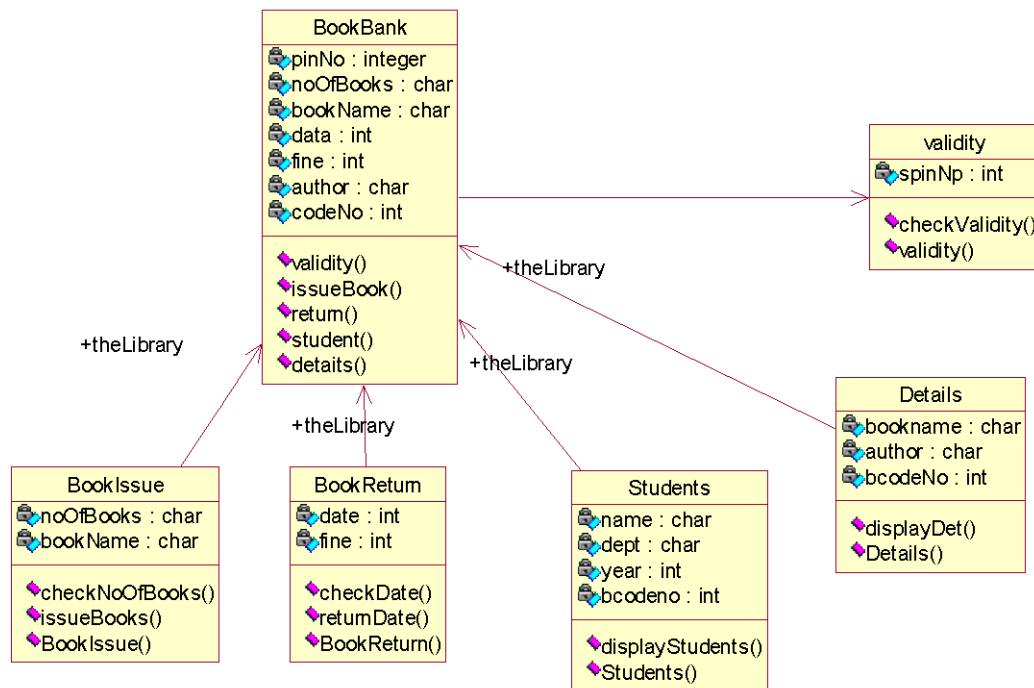 BookBank
pinNo : integer
noOfBooks : char
bookName : char
data : int
fine : int
author : char
codeNo : int
validity()
issueBook()
return()
student()
detaits()
validity
spinNp : int
checkValidity()
validity()
+theLibrary
+theLibrary
+theLibrary
+theLibrary
BookIssue
noOfBooks : char
bookName : char
checkNoOfBooks()
issueBooks()
BookIssue()
BookReturn
date : int
fine : int
checkDate()
returnDate()
BookReturn()
Students
name : char
dept : char
year : int
bcodeno : int
displayStudents()
Students()
Details
bookname : char
author : char
bcodeNo : int
displayDet()
Details()